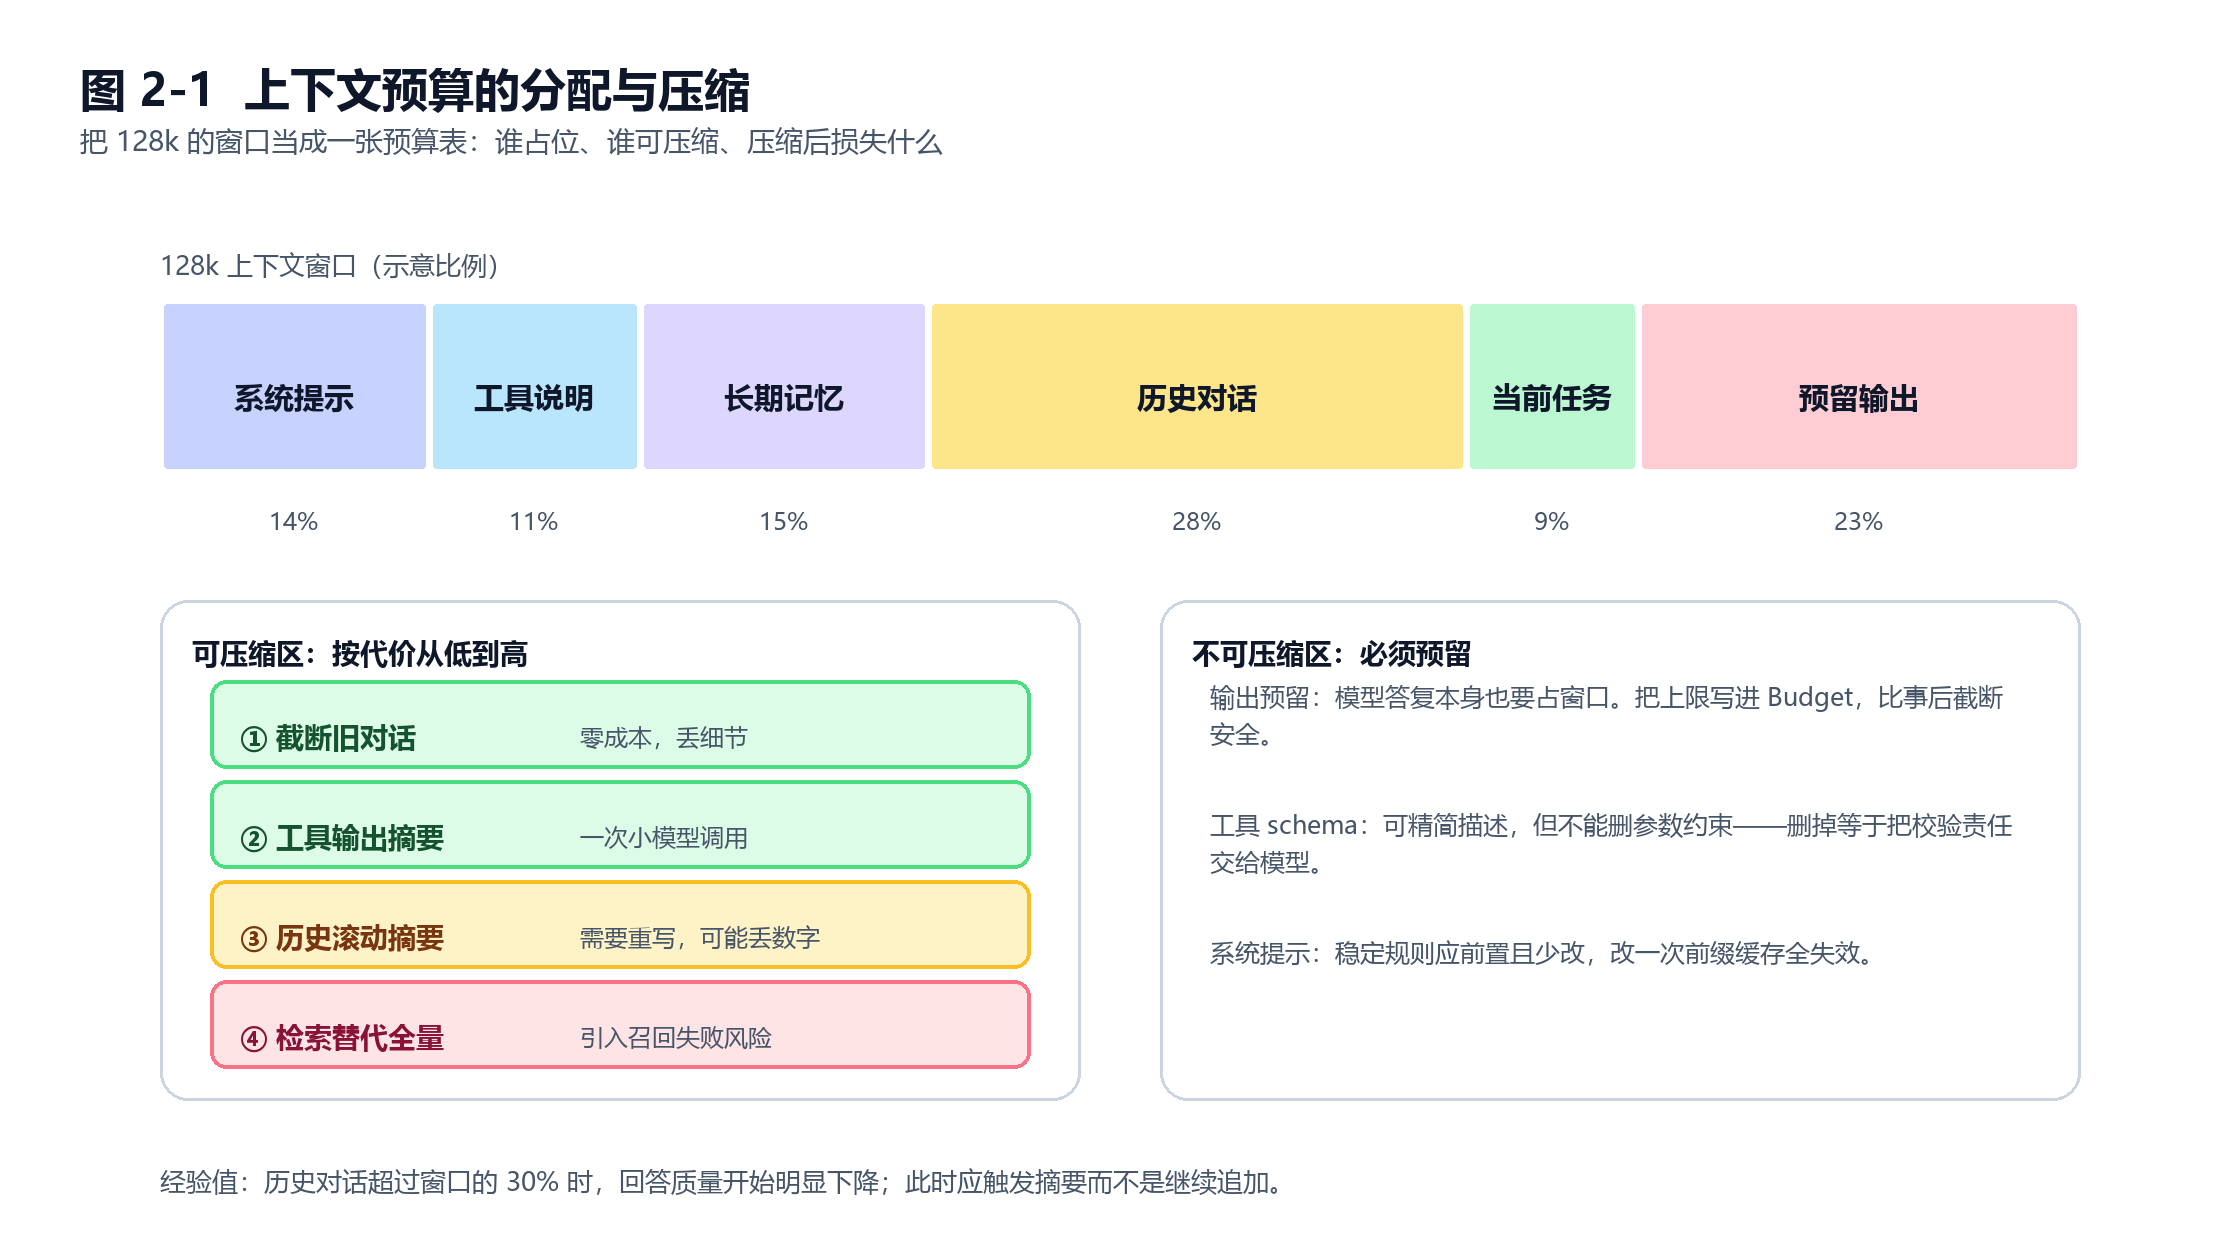 图 2-1 上下文预算的分配与压缩
把 128k 的窗口当成一张预算表：谁占位、谁可压缩、压缩后损失什么
128k 上下文窗口（示意比例）
系统提示 工具说明 长期记忆 历史对话 当前任务 预留输出
14% 11% 15% 28% 9% 23%
可压缩区：按代价从低到高
① 截断旧对话 零成本，丢细节
② 工具输出摘要 一次小模型调用
③ 历史滚动摘要 需要重写，可能丢数字
④ 检索替代全量 引入召回失败风险
不可压缩区：必须预留
输出预留：模型答复本身也要占窗口。把上限写进 Budget，比事后截断
安全。
工具 schema：可精简描述，但不能删参数约束——删掉等于把校验责任
交给模型。
系统提示：稳定规则应前置且少改，改一次前缀缓存全失效。
经验值：历史对话超过窗口的 30% 时，回答质量开始明显下降；此时应触发摘要而不是继续追加。